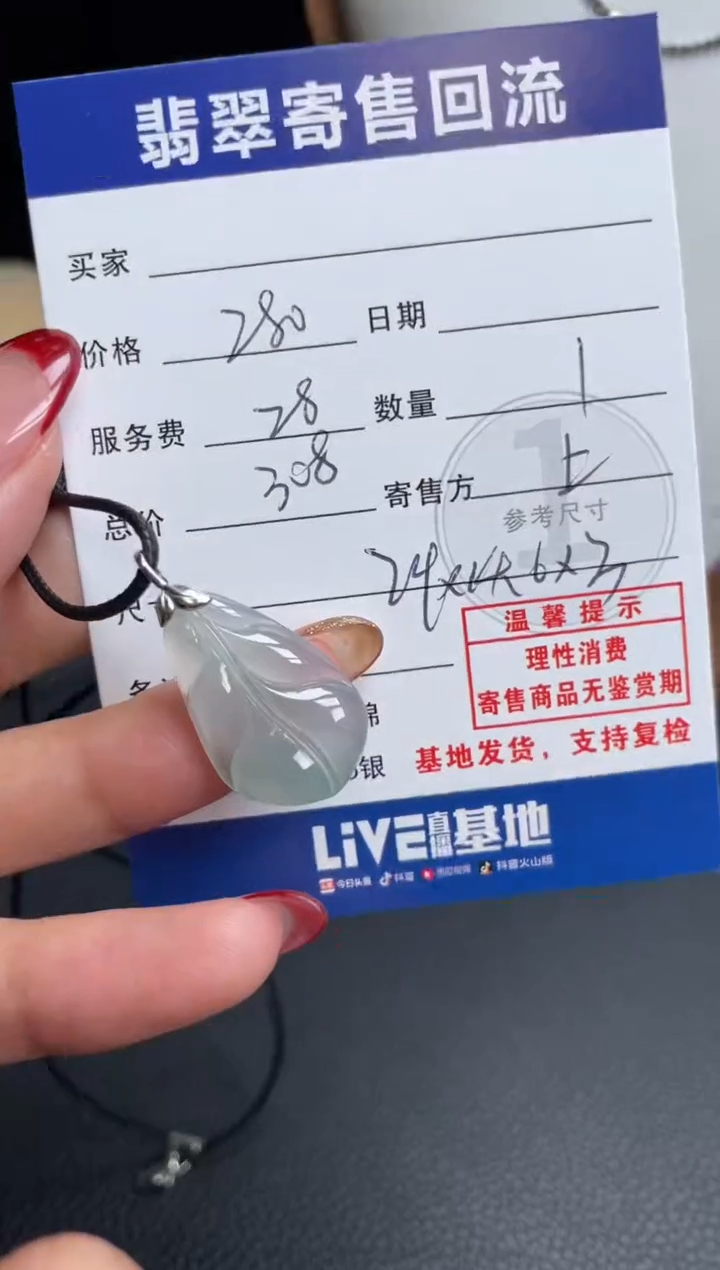 翡翠寄售回流
买家
价格 280 日期
服务费 28 数量 1
总价 308 寄售方
1
参考尺寸
尺
温馨提示
理性消费
寄售商品无鉴赏期
银 基地发货，支持复检
LiVE直播基地
今日头条 抖音 抖音火山版